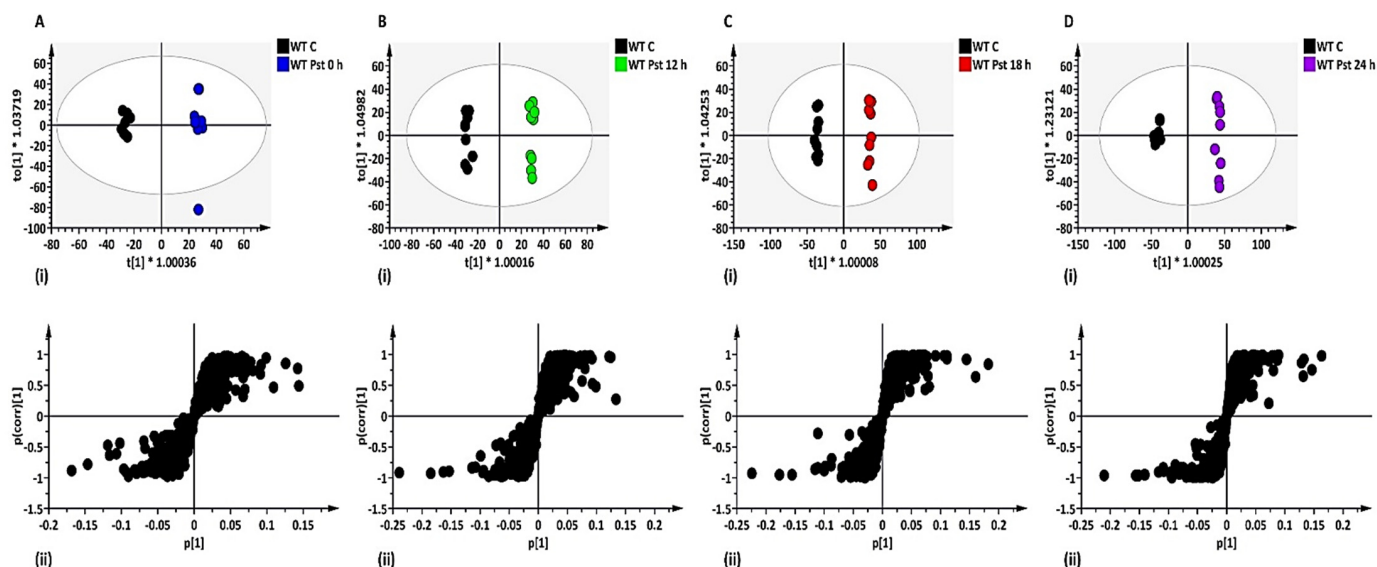 A
WT C
WT Pst 0 h
to[1] * 1.03719
60
40
20
0
-20
-40
-60
-80
-100
-80 -60 -40 -20 0 20 40 60
t[1] * 1.00036
(i)
B
WT C
WT Pst 12 h
to[1] * 1.04982
60
40
20
0
-20
-40
-60
-80
-100 -80 -60 -40 -20 0 20 40 60 80
t[1] * 1.00016
(i)
C
WT C
WT Pst 18 h
to[1] * 1.04253
60
40
20
0
-20
-40
-60
-80
-150 -100 -50 0 50 100
t[1] * 1.00008
(i)
D
WT C
WT Pst 24 h
to[1] * 1.23121
80
60
40
20
0
-20
-40
-60
-80
-150 -100 -50 0 50 100
t[1] * 1.00025
(i)
p(corr)[1]
1
0.5
0
-0.5
-1
-1.5
-0.2 -0.15 -0.1 -0.05 0 0.05 0.1 0.15
p[1]
(ii)
p(corr)[1]
1
0.5
0
-0.5
-1
-1.5
-0.25 -0.2 -0.15 -0.1 -0.05 0 0.05 0.1 0.15 0.2
p[1]
(ii)
p(corr)[1]
1
0.5
0
-0.5
-1
-1.5
-0.25 -0.2 -0.15 -0.1 -0.05 0 0.05 0.1 0.15 0.2
p[1]
(ii)
p(corr)[1]
1
0.5
0
-0.5
-1
-1.5
-0.25 -0.2 -0.15 -0.1 -0.05 0 0.05 0.1 0.15 0.2
p[1]
(ii)